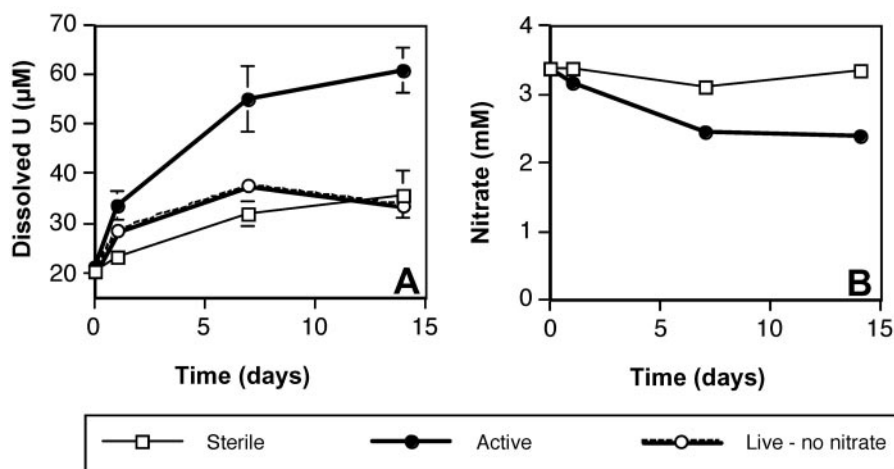 70
60
50
40
30
20
Dissolved U (µM)
0 5 10 15
Time (days)
A
4
3
2
1
0
Nitrate (mM)
0 5 10 15
Time (days)
B
Sterile Active Live - no nitrate